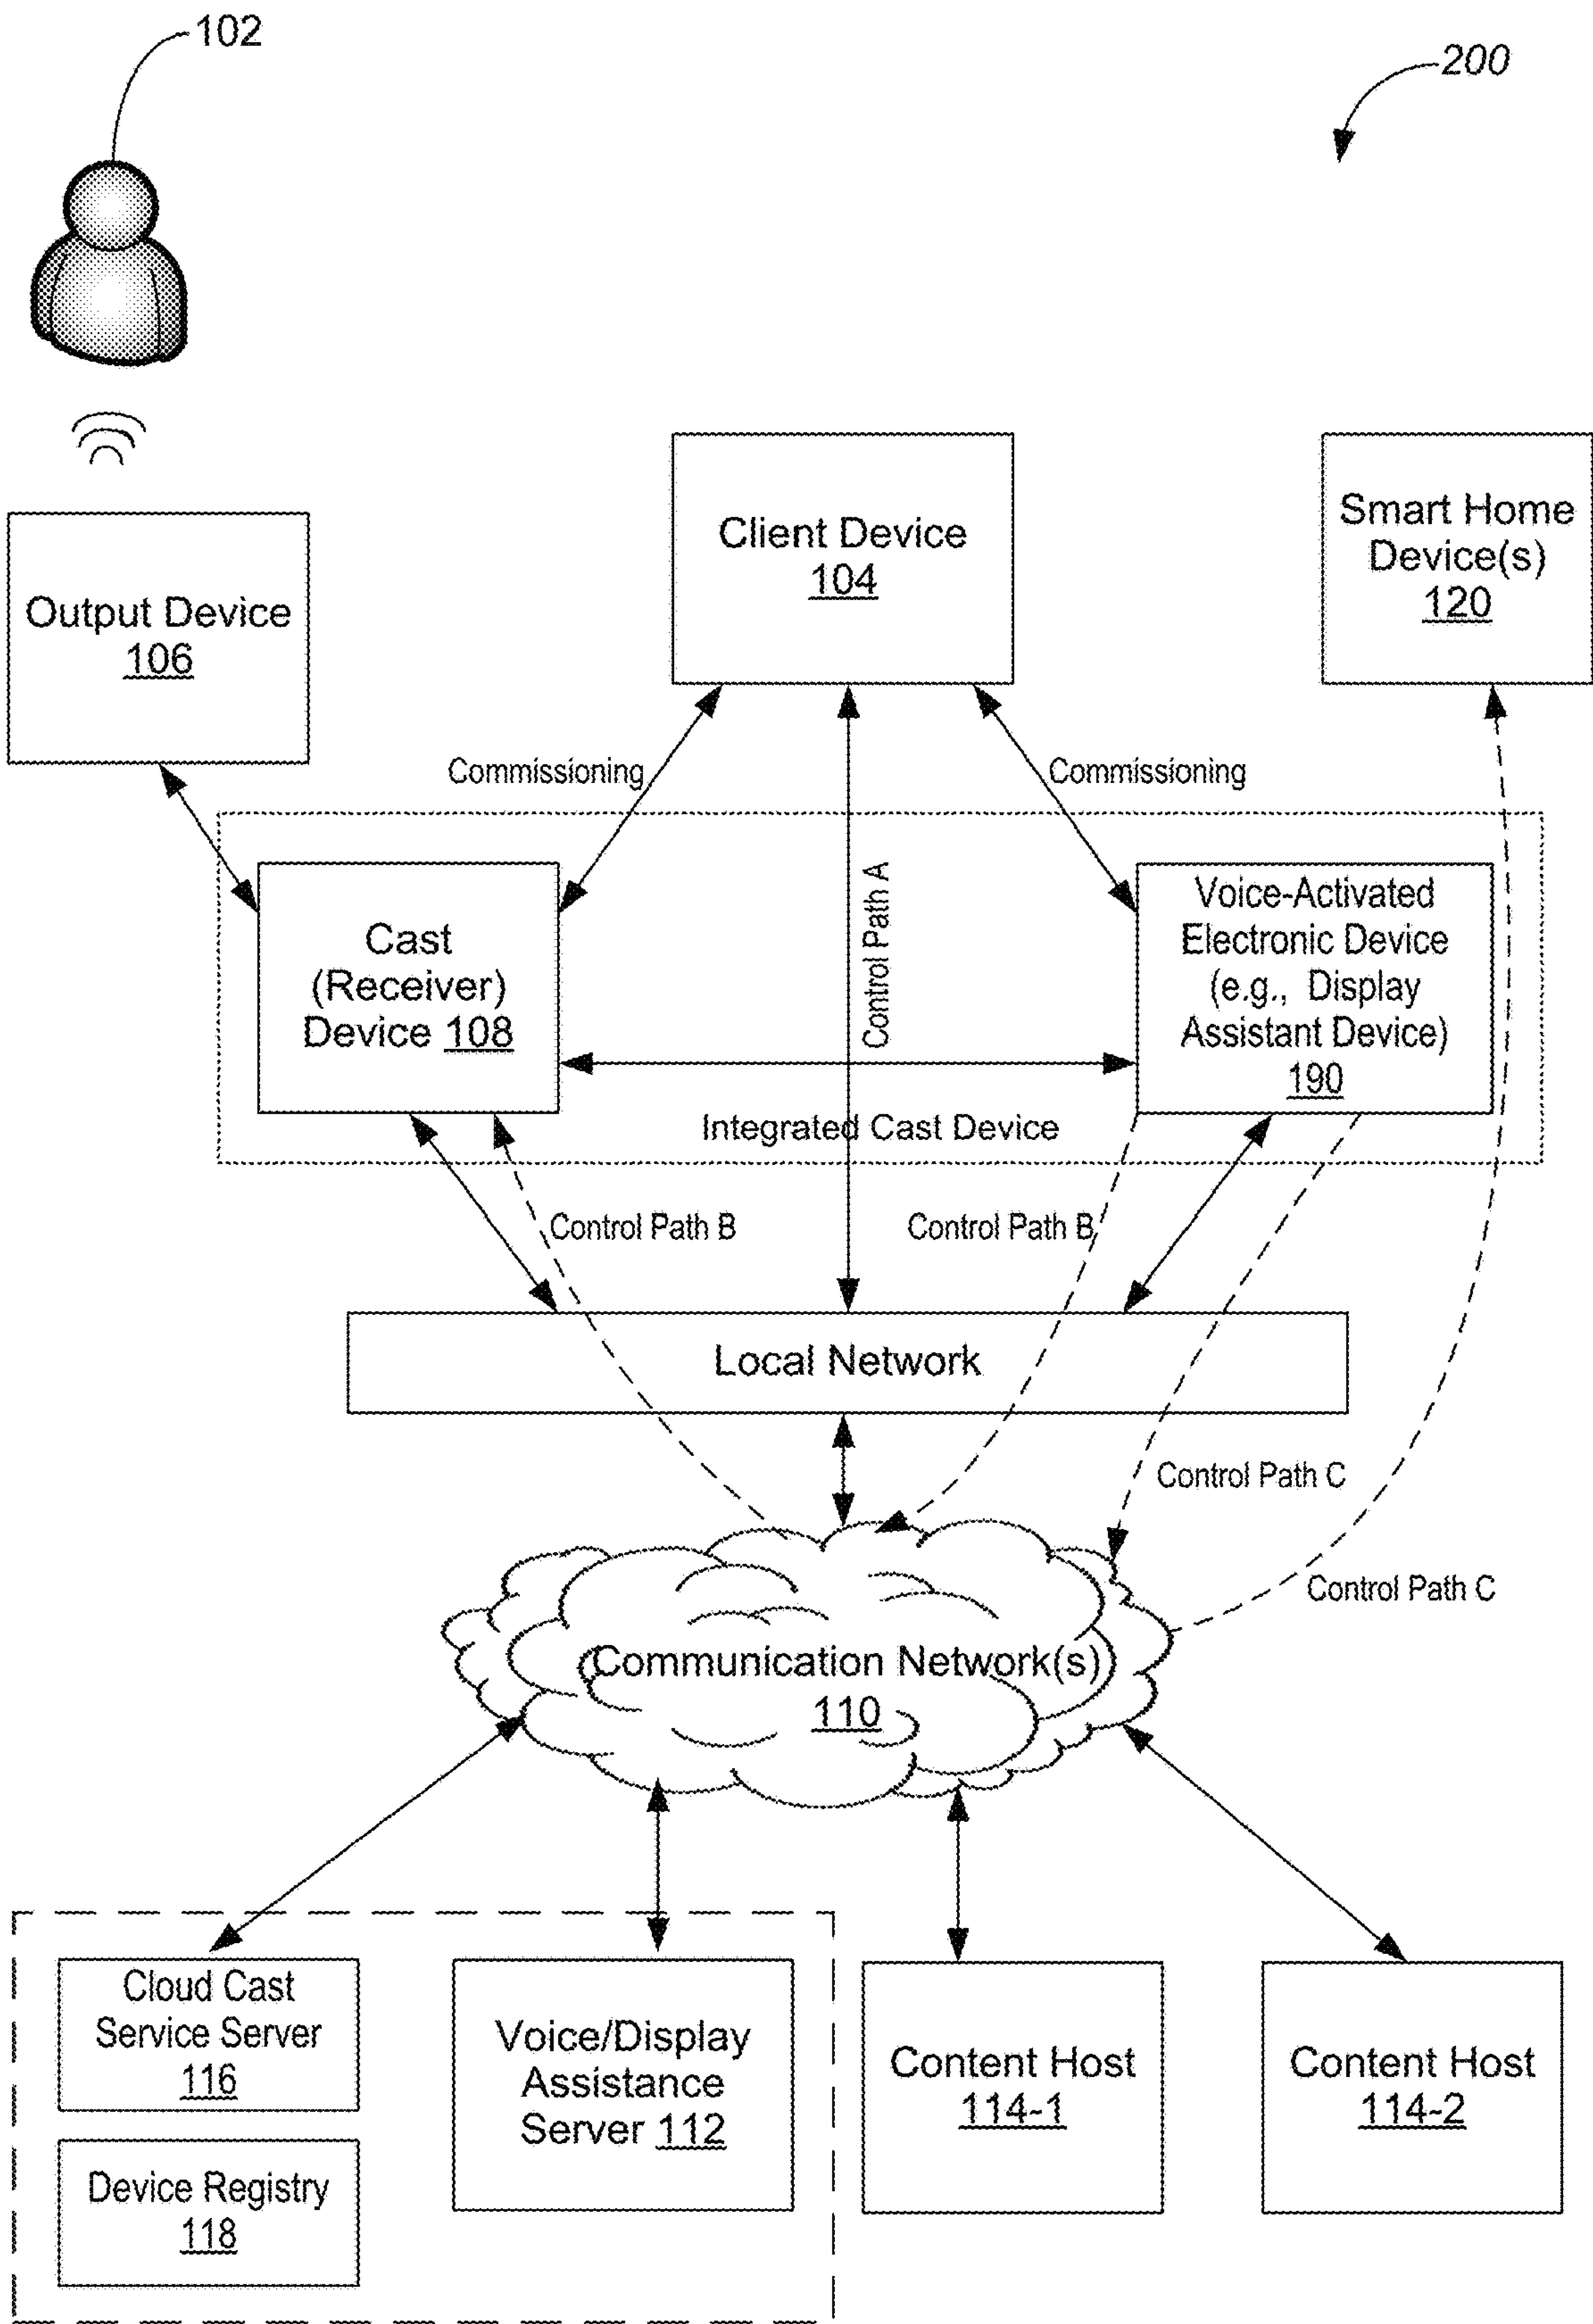 102
200
Client Device
104
Smart Home
Device(s)
120
Output Device
106
Commissioning
Commissioning
Cast
(Receiver)
Device 108
Control Path A
Voice-Activated
Electronic Device
(e.g., Display
Assistant Device)
190
Integrated Cast Device
Control Path B
Control Path B
Local Network
Control Path C
Control Path C
Communication Network(s)
110
Cloud Cast
Service Server
116
Voice/Display
Assistance
Server 112
Content Host
114-1
Content Host
114-2
Device Registry
118